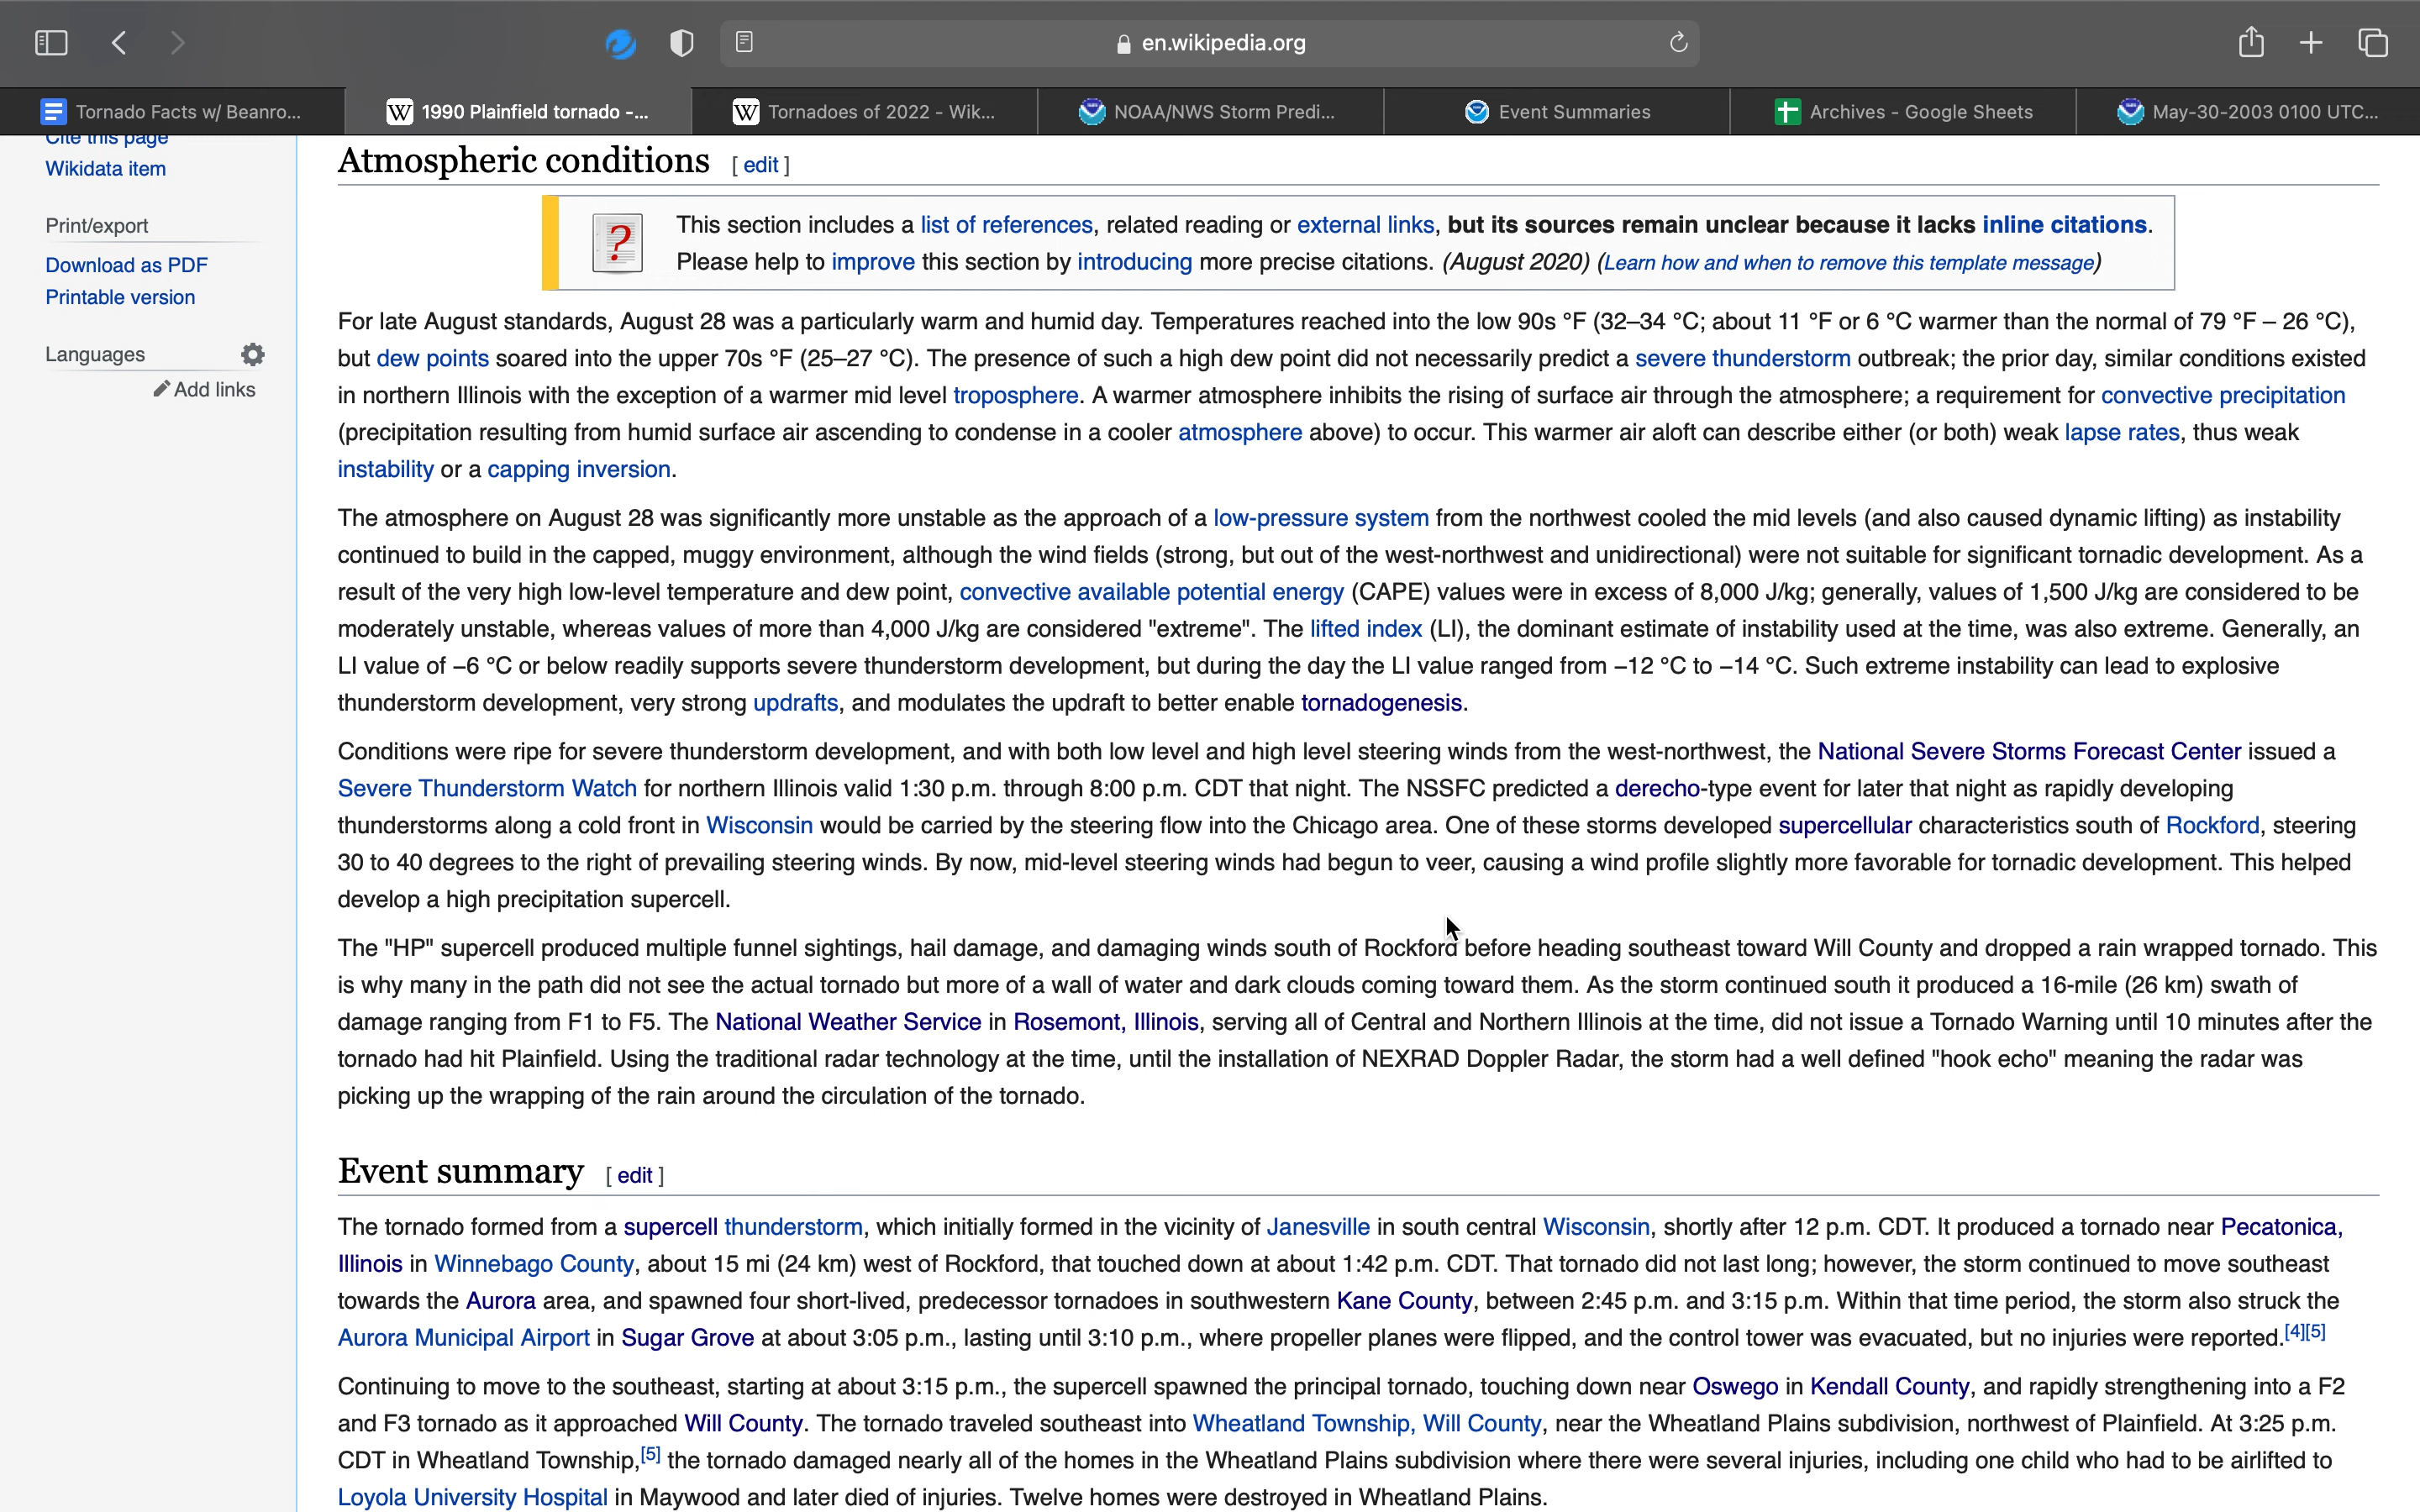 en.wikipedia.org
Tornado Facts w/ Beanro...
W 1990 Plainfield tornado -...
W Tornadoes of 2022 - Wik...
NOAA/NWS Storm Predi...
Event Summaries
Archives - Google Sheets
May-30-2003 0100 UTC...
Cite this page
Wikidata item
Print/export
Download as PDF
Printable version
Languages
Add links
Atmospheric conditions [ edit ]
This section includes a list of references, related reading or external links, but its sources remain unclear because it lacks inline citations.
Please help to improve this section by introducing more precise citations. (August 2020) (Learn how and when to remove this template message)
For late August standards, August 28 was a particularly warm and humid day. Temperatures reached into the low 90s °F (32–34 °C; about 11 °F or 6 °C warmer than the normal of 79 °F – 26 °C),
but dew points soared into the upper 70s °F (25–27 °C). The presence of such a high dew point did not necessarily predict a severe thunderstorm outbreak; the prior day, similar conditions existed
in northern Illinois with the exception of a warmer mid level troposphere. A warmer atmosphere inhibits the rising of surface air through the atmosphere; a requirement for convective precipitation
(precipitation resulting from humid surface air ascending to condense in a cooler atmosphere above) to occur. This warmer air aloft can describe either (or both) weak lapse rates, thus weak
instability or a capping inversion.
The atmosphere on August 28 was significantly more unstable as the approach of a low-pressure system from the northwest cooled the mid levels (and also caused dynamic lifting) as instability
continued to build in the capped, muggy environment, although the wind fields (strong, but out of the west-northwest and unidirectional) were not suitable for significant tornadic development. As a
result of the very high low-level temperature and dew point, convective available potential energy (CAPE) values were in excess of 8,000 J/kg; generally, values of 1,500 J/kg are considered to be
moderately unstable, whereas values of more than 4,000 J/kg are considered "extreme". The lifted index (LI), the dominant estimate of instability used at the time, was also extreme. Generally, an
LI value of −6 °C or below readily supports severe thunderstorm development, but during the day the LI value ranged from −12 °C to −14 °C. Such extreme instability can lead to explosive
thunderstorm development, very strong updrafts, and modulates the updraft to better enable tornadogenesis.
Conditions were ripe for severe thunderstorm development, and with both low level and high level steering winds from the west-northwest, the National Severe Storms Forecast Center issued a
Severe Thunderstorm Watch for northern Illinois valid 1:30 p.m. through 8:00 p.m. CDT that night. The NSSFC predicted a derecho-type event for later that night as rapidly developing
thunderstorms along a cold front in Wisconsin would be carried by the steering flow into the Chicago area. One of these storms developed supercellular characteristics south of Rockford, steering
30 to 40 degrees to the right of prevailing steering winds. By now, mid-level steering winds had begun to veer, causing a wind profile slightly more favorable for tornadic development. This helped
develop a high precipitation supercell.
The "HP" supercell produced multiple funnel sightings, hail damage, and damaging winds south of Rockford before heading southeast toward Will County and dropped a rain wrapped tornado. This
is why many in the path did not see the actual tornado but more of a wall of water and dark clouds coming toward them. As the storm continued south it produced a 16-mile (26 km) swath of
damage ranging from F1 to F5. The National Weather Service in Rosemont, Illinois, serving all of Central and Northern Illinois at the time, did not issue a Tornado Warning until 10 minutes after the
tornado had hit Plainfield. Using the traditional radar technology at the time, until the installation of NEXRAD Doppler Radar, the storm had a well defined "hook echo" meaning the radar was
picking up the wrapping of the rain around the circulation of the tornado.
Event summary [ edit ]
The tornado formed from a supercell thunderstorm, which initially formed in the vicinity of Janesville in south central Wisconsin, shortly after 12 p.m. CDT. It produced a tornado near Pecatonica,
Illinois in Winnebago County, about 15 mi (24 km) west of Rockford, that touched down at about 1:42 p.m. CDT. That tornado did not last long; however, the storm continued to move southeast
towards the Aurora area, and spawned four short-lived, predecessor tornadoes in southwestern Kane County, between 2:45 p.m. and 3:15 p.m. Within that time period, the storm also struck the
Aurora Municipal Airport in Sugar Grove at about 3:05 p.m., lasting until 3:10 p.m., where propeller planes were flipped, and the control tower was evacuated, but no injuries were reported.[4][5]
Continuing to move to the southeast, starting at about 3:15 p.m., the supercell spawned the principal tornado, touching down near Oswego in Kendall County, and rapidly strengthening into a F2
and F3 tornado as it approached Will County. The tornado traveled southeast into Wheatland Township, Will County, near the Wheatland Plains subdivision, northwest of Plainfield. At 3:25 p.m.
CDT in Wheatland Township,[5] the tornado damaged nearly all of the homes in the Wheatland Plains subdivision where there were several injuries, including one child who had to be airlifted to
Loyola University Hospital in Maywood and later died of injuries. Twelve homes were destroyed in Wheatland Plains.